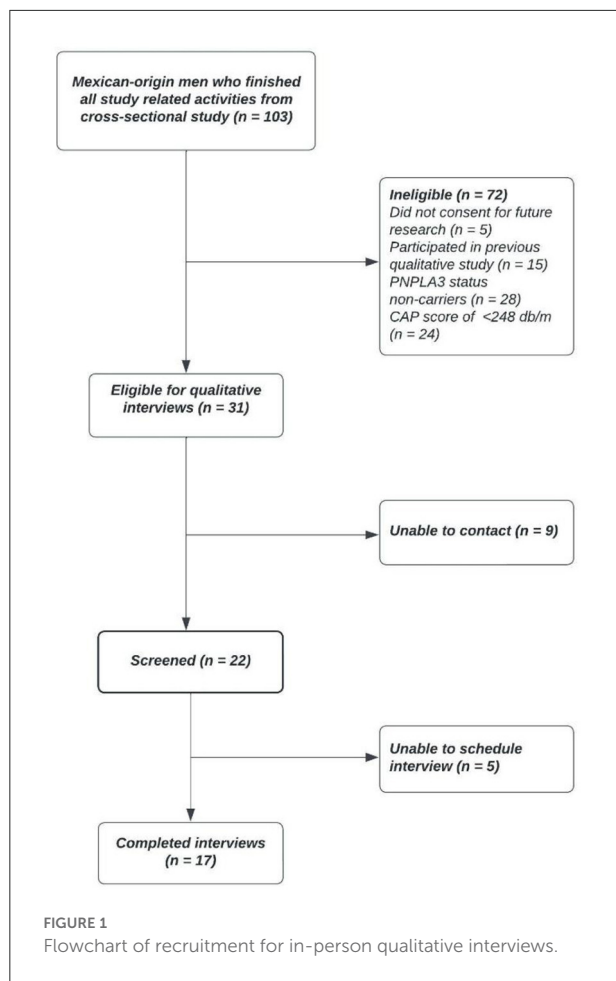 Mexican-origin men who finished
all study related activities from
cross-sectional study (n = 103)
Ineligible (n = 72)
Did not consent for future
research (n = 5)
Participated in previous
qualitative study (n = 15)
PNPLA3 status
non-carriers (n = 28)
CAP score of <248 db/m
(n = 24)
Eligible for qualitative
interviews (n = 31)
Unable to contact (n = 9)
Screened (n = 22)
Unable to schedule
interview (n = 5)
Completed interviews
(n = 17)
FIGURE 1
Flowchart of recruitment for in-person qualitative interviews.